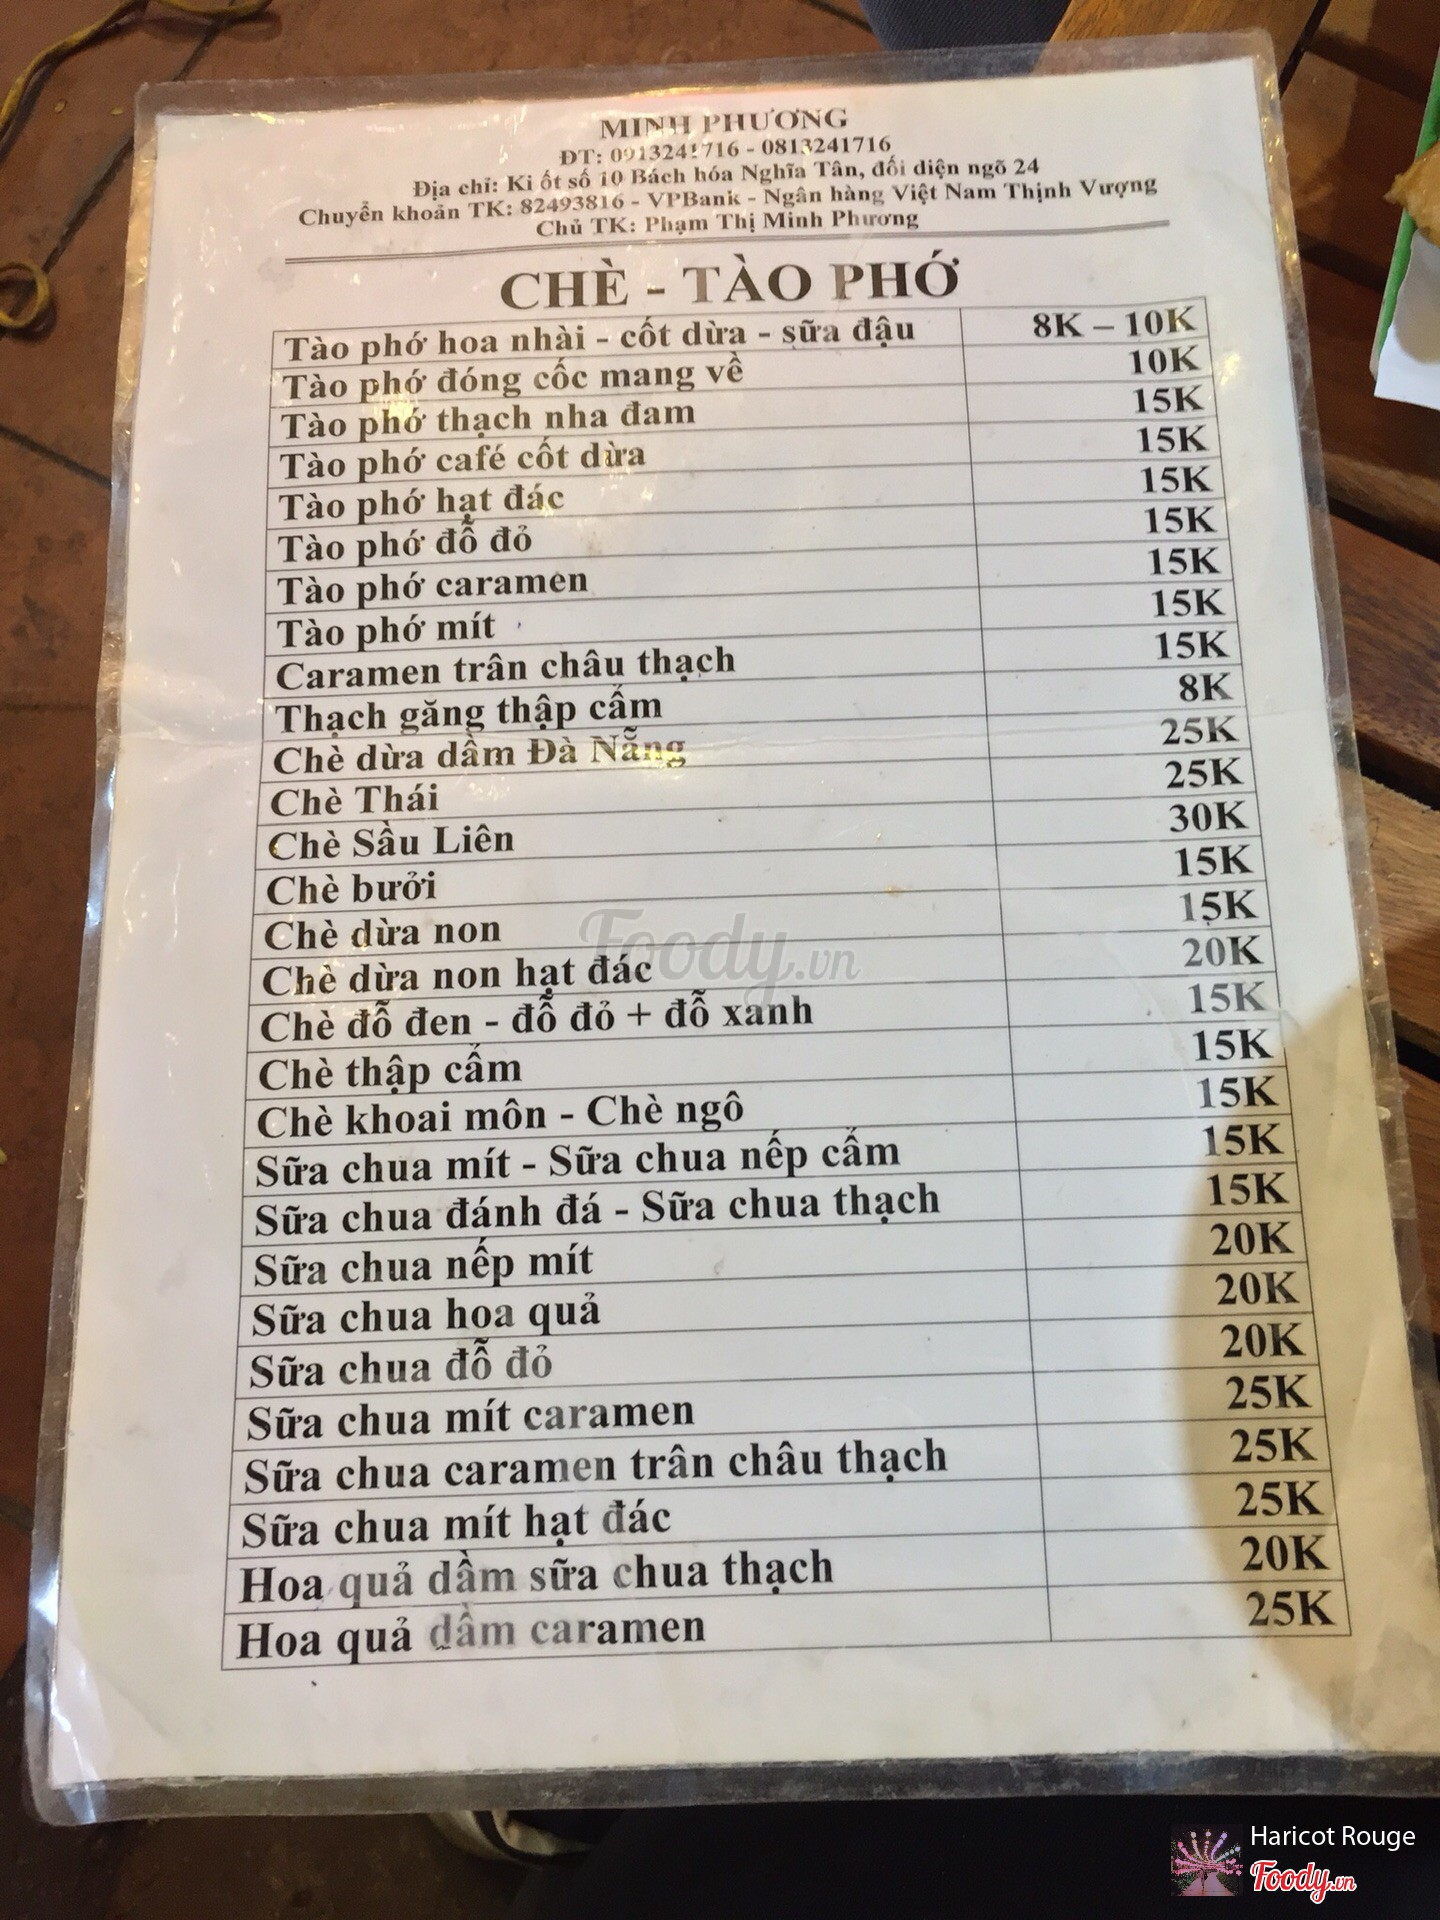 MINH PHƯƠNG
ĐT: 0913241716 - 0813241716
Địa chỉ: Ki ốt số 10 Bách hóa Nghĩa Tân, đối diện ngõ 24
Chuyển khoản TK: 82493816 - VPBank - Ngân hàng Việt Nam Thịnh Vượng
Chủ TK: Phạm Thị Minh Phương
CHÈ - TÀO PHỚ
Tào phớ hoa nhài - cốt dừa - sữa đậu 8K – 10K
Tào phớ đóng cốc mang về 10K
Tào phớ thạch nha đam 15K
Tào phớ café cốt dừa 15K
Tào phớ hạt đác 15K
Tào phớ đỗ đỏ 15K
Tào phớ caramen 15K
Tào phớ mít 15K
Caramen trân châu thạch 15K
Thạch găng thập cẩm 8K
Chè dừa dầm Đà Nẵng 25K
Chè Thái 25K
Chè Sầu Liên 30K
Chè bưởi 15K
Chè dừa non 15K
Chè dừa non hạt đác 20K
Chè đỗ đen - đỗ đỏ + đỗ xanh 15K
Chè thập cẩm 15K
Chè khoai môn - Chè ngô 15K
Sữa chua mít - Sữa chua nếp cẩm 15K
Sữa chua đánh đá - Sữa chua thạch 15K
Sữa chua nếp mít 20K
Sữa chua hoa quả 20K
Sữa chua đỗ đỏ 20K
Sữa chua mít caramen 25K
Sữa chua caramen trân châu thạch 25K
Sữa chua mít hạt đác 25K
Hoa quả dầm sữa chua thạch 20K
Hoa quả dầm caramen 25K
Foody.vn
Haricot Rouge
Foody.vn